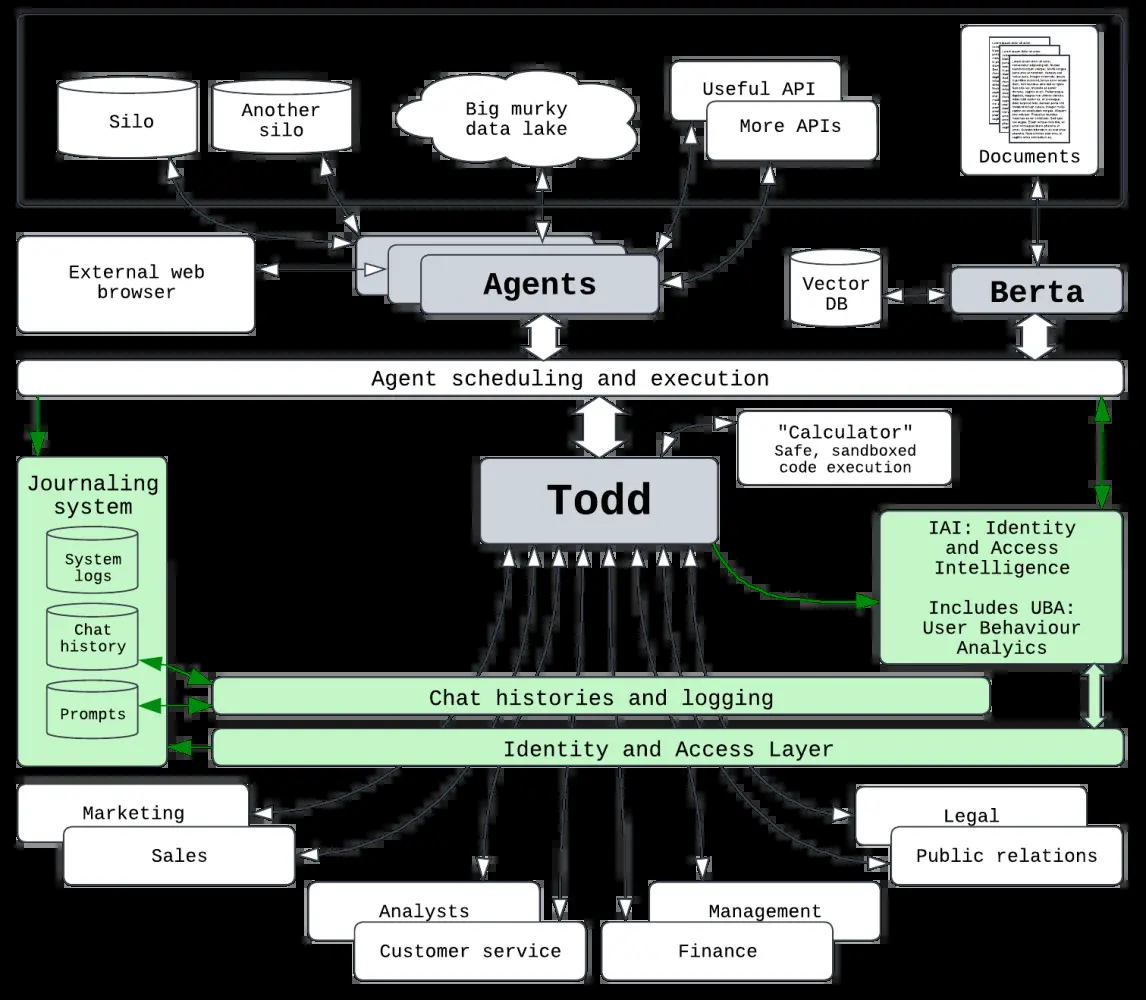 Silo
Another
silo
Big murky
data lake
Useful API
More APIs
Documents
External web
browser
Agents
Vector
DB
Berta
Agent scheduling and execution
"Calculator"
Safe, sandboxed
code execution
Journaling
system
System
logs
Chat
history
Prompts
Todd
IAI: Identity
and Access
Intelligence
Includes UBA:
User Behaviour
Analyics
Chat histories and logging
Identity and Access Layer
Marketing
Sales
Legal
Public relations
Analysts
Customer service
Management
Finance